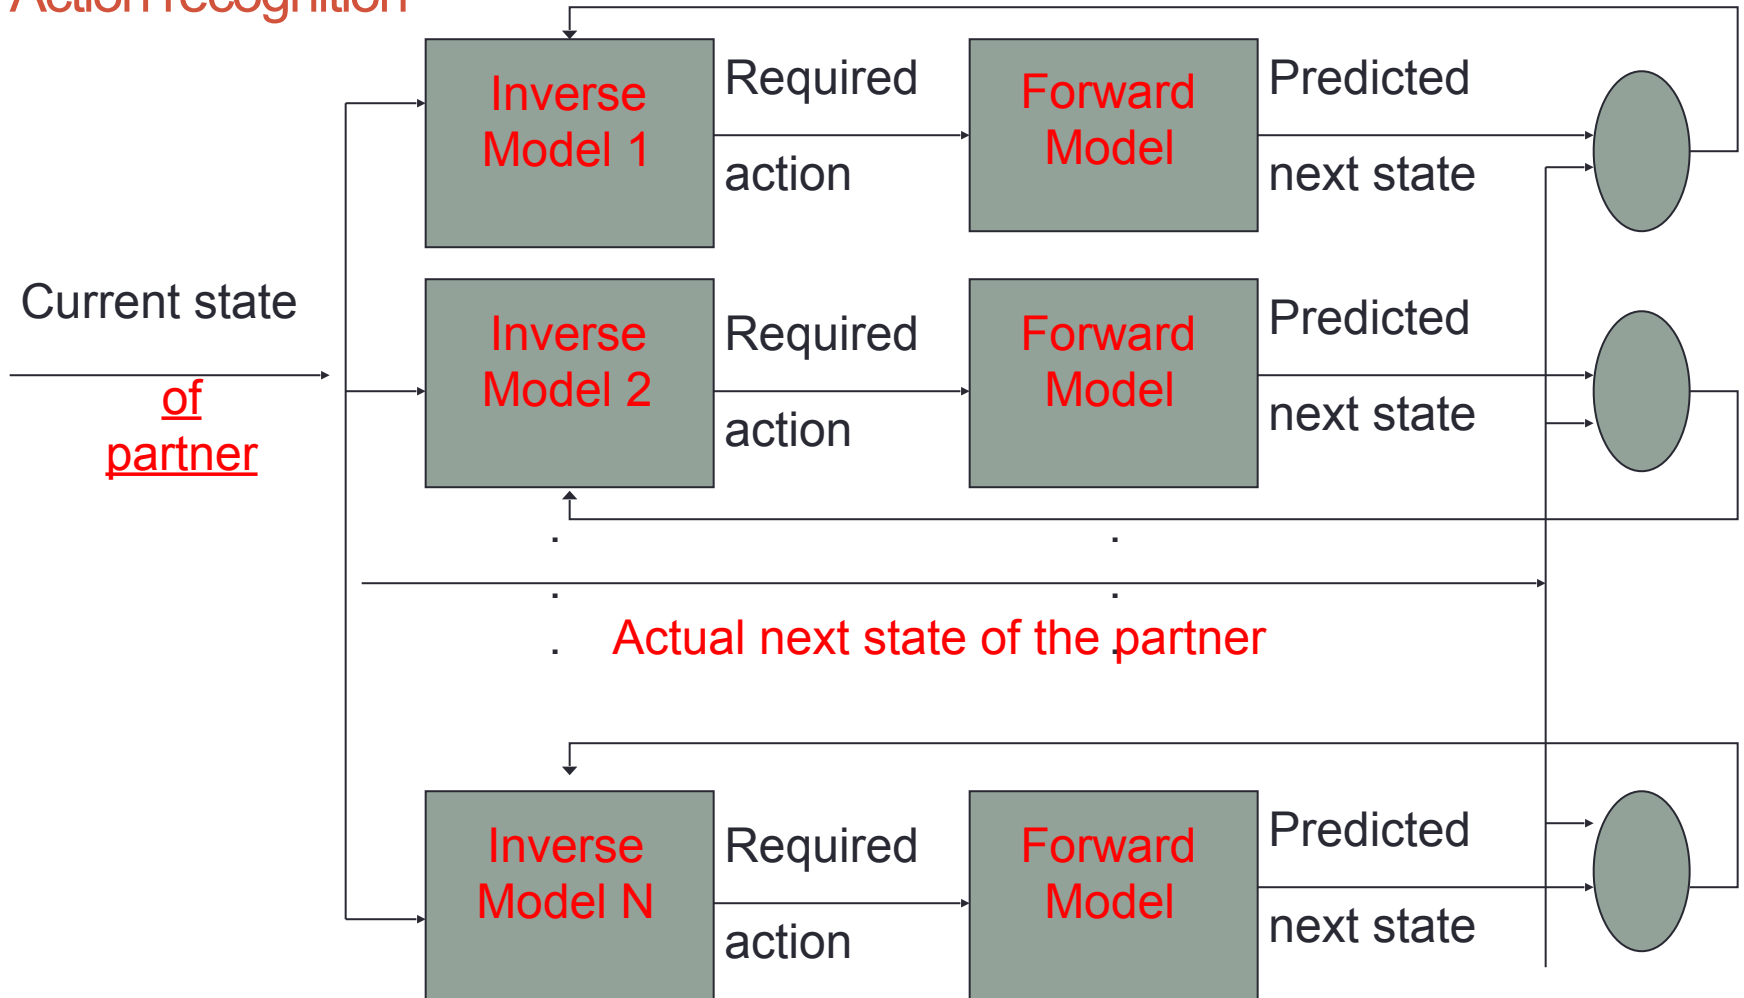 Action recognition
Inverse
Model 1
Required
action
Forward
Model
Predicted
next state
Current state
of
partner
Inverse
Model 2
Required
action
Forward
Model
Predicted
next state
.
.
.
.
.
.
Actual next state of the partner
Inverse
Model N
Required
action
Forward
Model
Predicted
next state